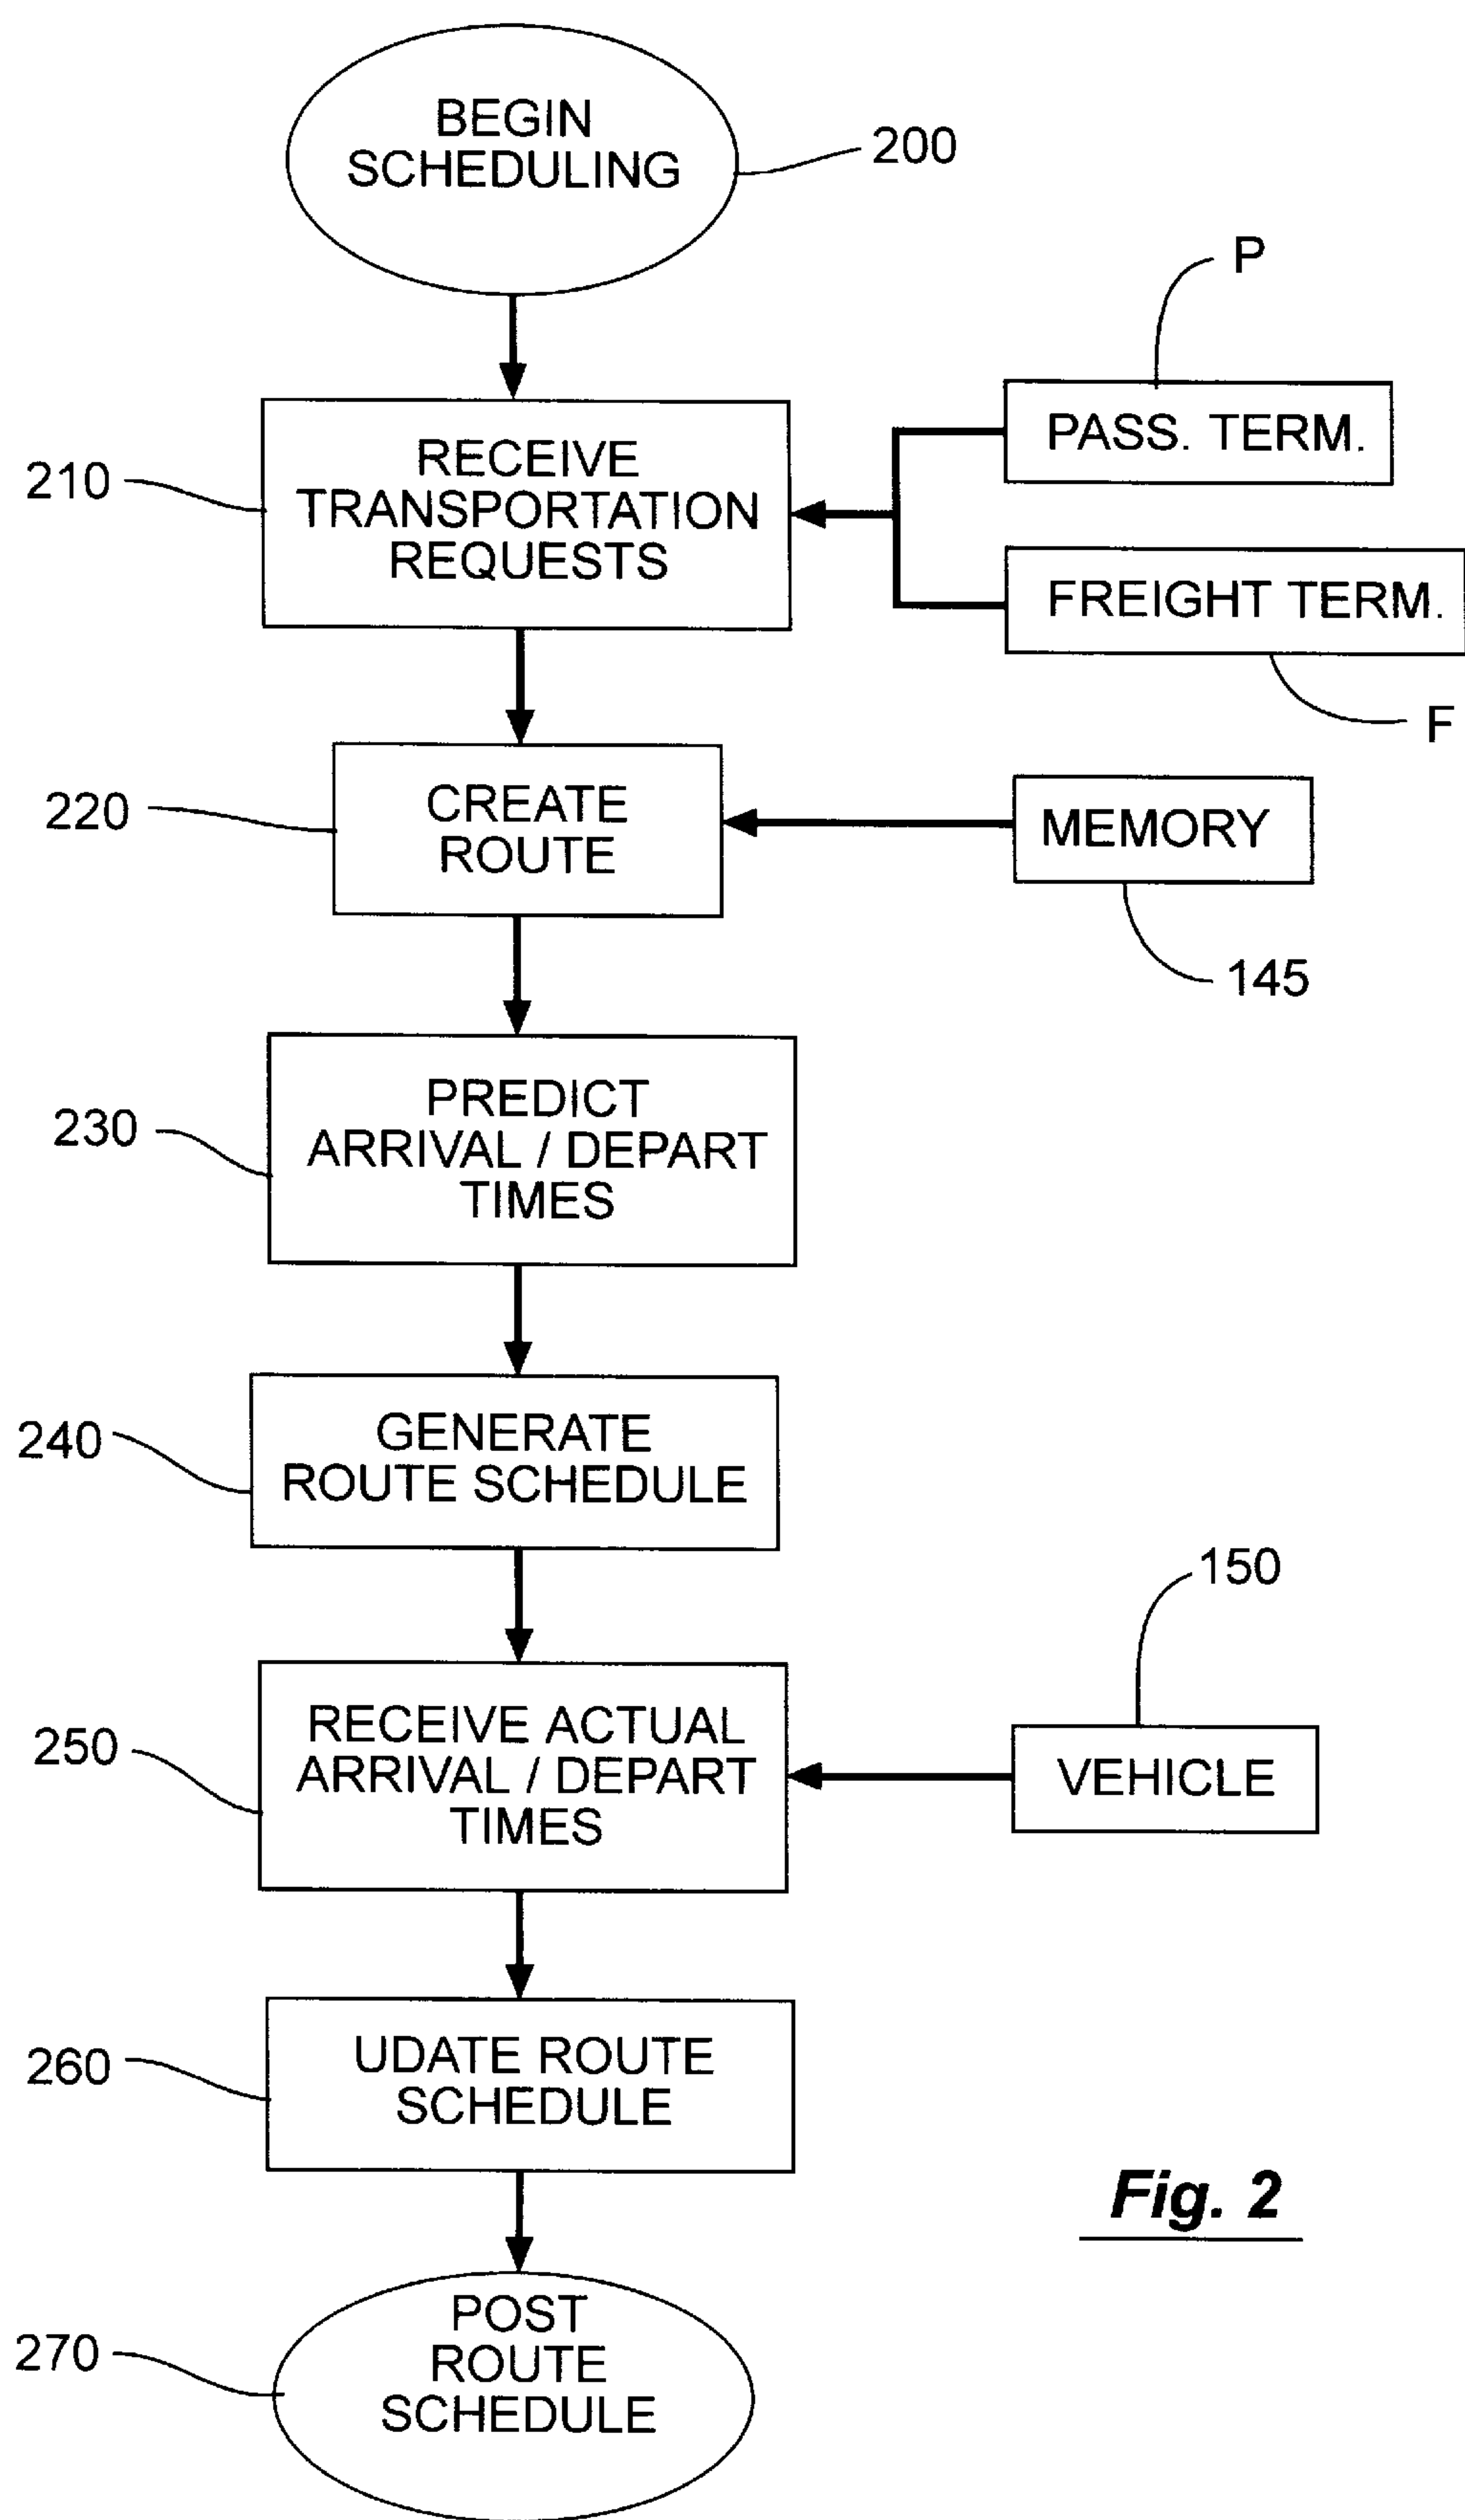 BEGIN
SCHEDULING
200
P
PASS. TERM.
210
RECEIVE
TRANSPORTATION
REQUESTS
FREIGHT TERM.
F
220
CREATE
ROUTE
MEMORY
145
230
PREDICT
ARRIVAL / DEPART
TIMES
240
GENERATE
ROUTE SCHEDULE
150
250
RECEIVE ACTUAL
ARRIVAL / DEPART
TIMES
VEHICLE
260
UDATE ROUTE
SCHEDULE
Fig. 2
270
POST
ROUTE
SCHEDULE